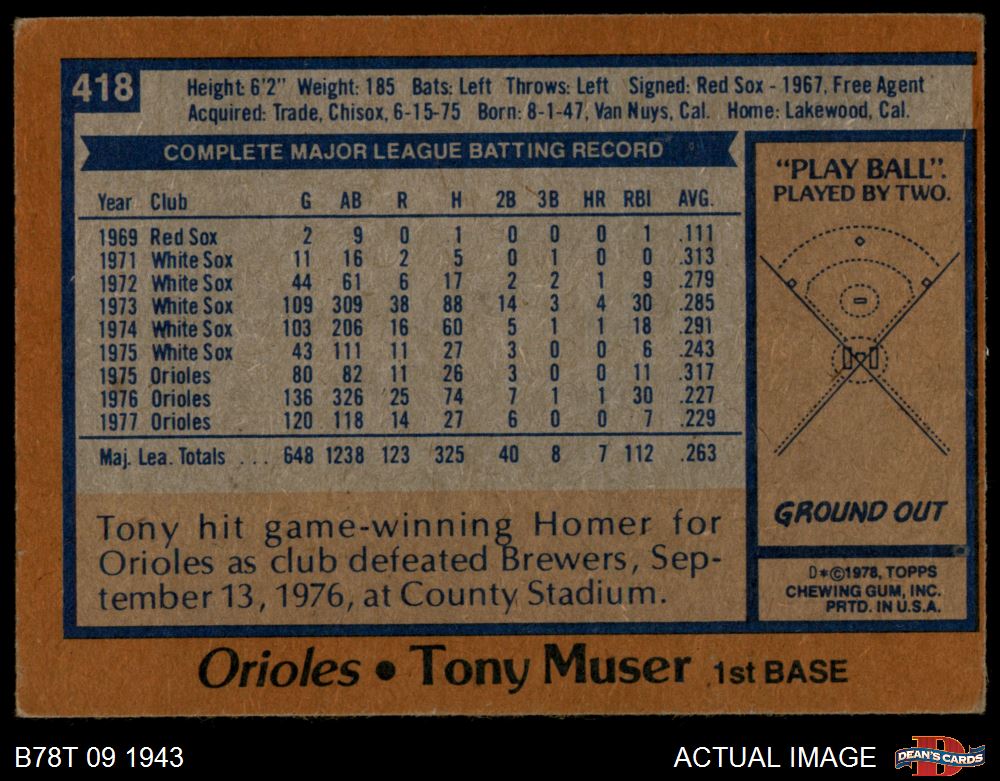 418
Height: 6'2" Weight: 185 Bats: Left Throws: Left Signed: Red Sox - 1967, Free Agent
Acquired: Trade, Chisox, 6-15-75 Born: 8-1-47, Van Nuys, Cal. Home: Lakewood, Cal.
COMPLETE MAJOR LEAGUE BATTING RECORD
Year Club G AB R H 2B 3B HR RBI AVG.
1969 Red Sox 2 9 0 1 0 0 0 1 .111
1971 White Sox 11 16 2 5 0 1 0 0 .313
1972 White Sox 44 61 6 17 2 2 1 9 .279
1973 White Sox 109 309 38 88 14 3 4 30 .285
1974 White Sox 103 206 16 60 5 1 1 18 .291
1975 White Sox 43 111 11 27 3 0 0 6 .243
1975 Orioles 80 82 11 26 3 0 0 11 .317
1976 Orioles 136 326 25 74 7 1 1 30 .227
1977 Orioles 120 118 14 27 6 0 0 7 .229
Maj. Lea. Totals ... 648 1238 123 325 40 8 7 112 .263
Tony hit game-winning Homer for
Orioles as club defeated Brewers, Sep-
tember 13, 1976, at County Stadium.
"PLAY BALL".
PLAYED BY TWO.
GROUND OUT
D*©1978, TOPPS
CHEWING GUM, INC.
PRTD. IN U.S.A.
Orioles • Tony Muser 1st BASE
B78T 09 1943
ACTUAL IMAGE
D
DEAN'S CARDS